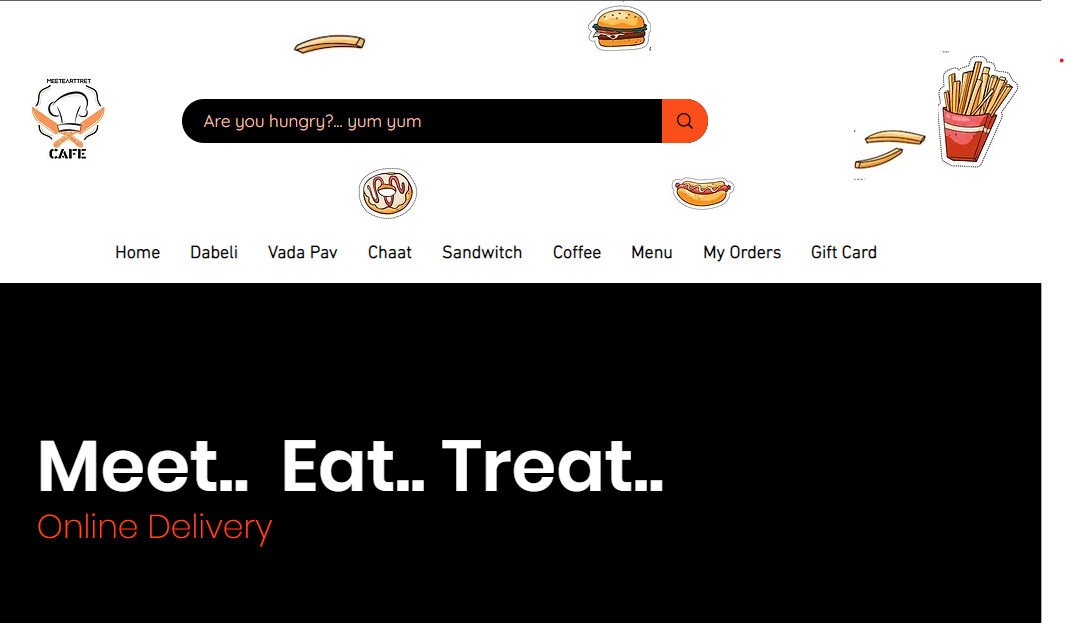 MEETEARTTRET
CAFE
Are you hungry?... yum yum
Home Dabeli Vada Pav Chaat Sandwitch Coffee Menu My Orders Gift Card
Meet.. Eat.. Treat..
Online Delivery